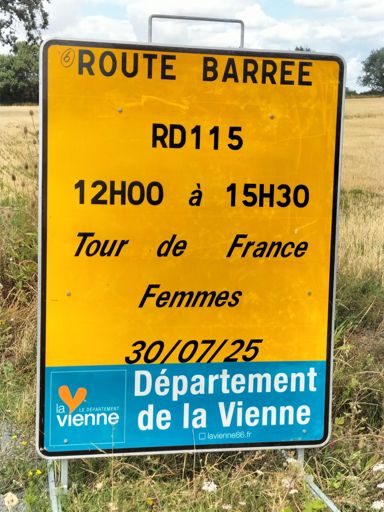 6
ROUTE BARREE
RD115
12H00 à 15H30
Tour de France
Femmes
30/07/25
la
LE DÉPARTEMENT
vienne
Département
de la Vienne
lavienne86.fr